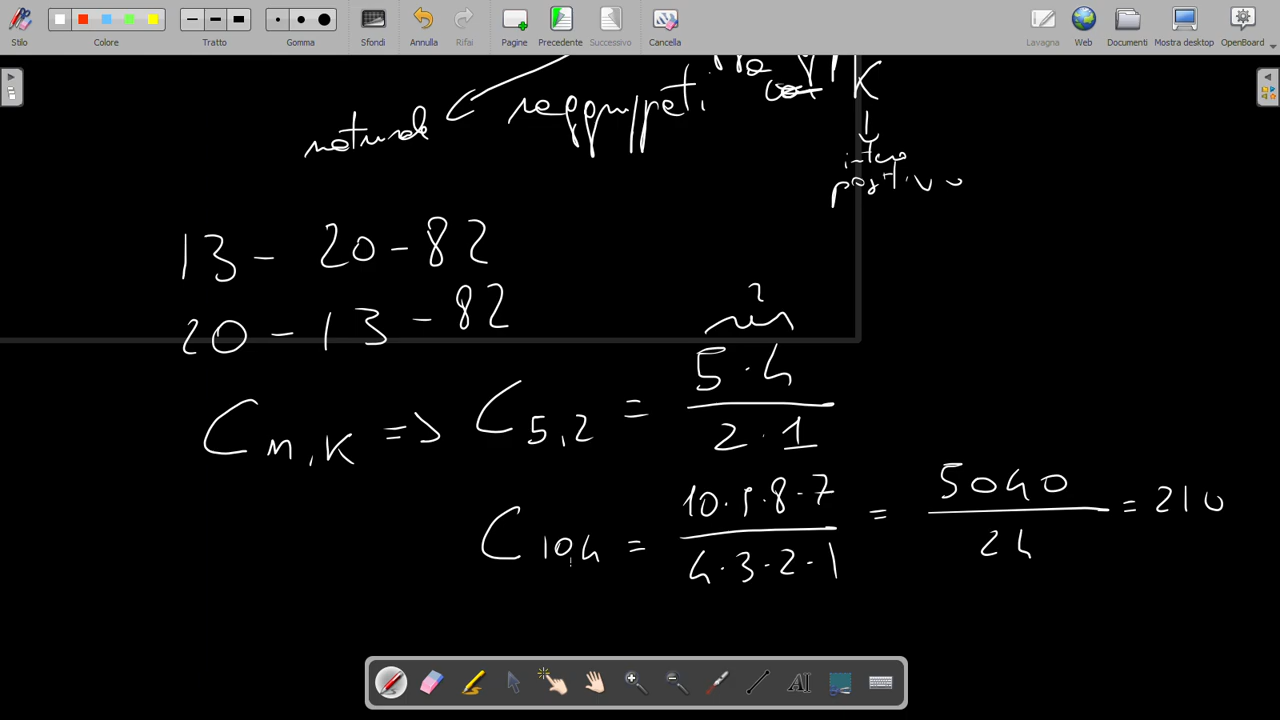 Stilo Colore Tratto Gomma Sfondi Annulla Rifai Pagine Precedente Successivo Cancella Lavagna Web Documenti Mostra desktop OpenBoard
K
naturale raggruppati
intero
positivo
13 - 20 - 82
20 - 13 - 82
2
5 · 4
C n, K => C 5,2 =
2 · 1
10 · 9 · 8 · 7
5040
C 10,4 = = = 210
4 · 3 · 2 · 1
24